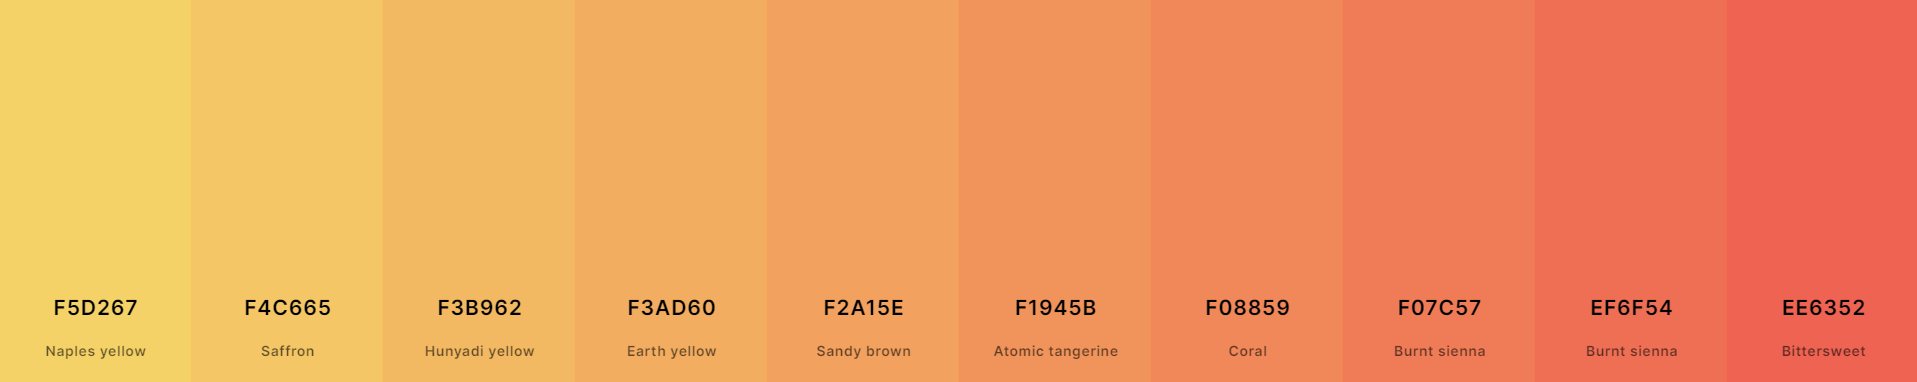 F5D267 F4C665 F3B962 F3AD60 F2A15E F1945B F08859 F07C57 EF6F54 EE6352
Naples yellow Saffron Hunyadi yellow Earth yellow Sandy brown Atomic tangerine Coral Burnt sienna Burnt sienna Bittersweet